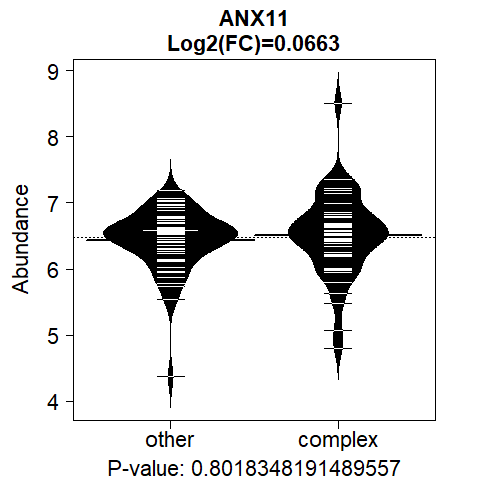 ANX11
Log2(FC)=0.0663
9
8
7
6
5
4
Abundance
other complex
P-value: 0.8018348191489557